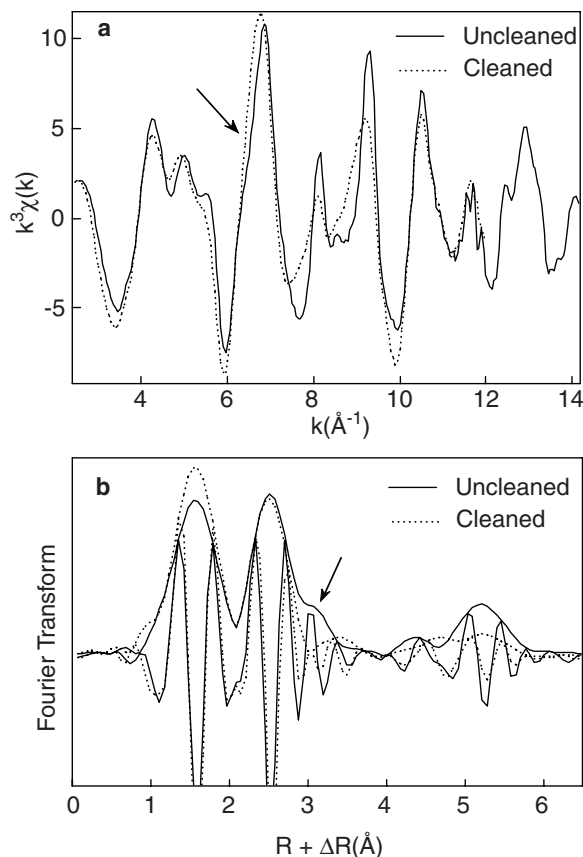 a
Uncleaned
Cleaned
k³χ(k)
10
5
0
-5
4 6 8 10 12 14
k(Å⁻¹)
b
Uncleaned
Cleaned
Fourier Transform
0 1 2 3 4 5 6
R + ΔR(Å)